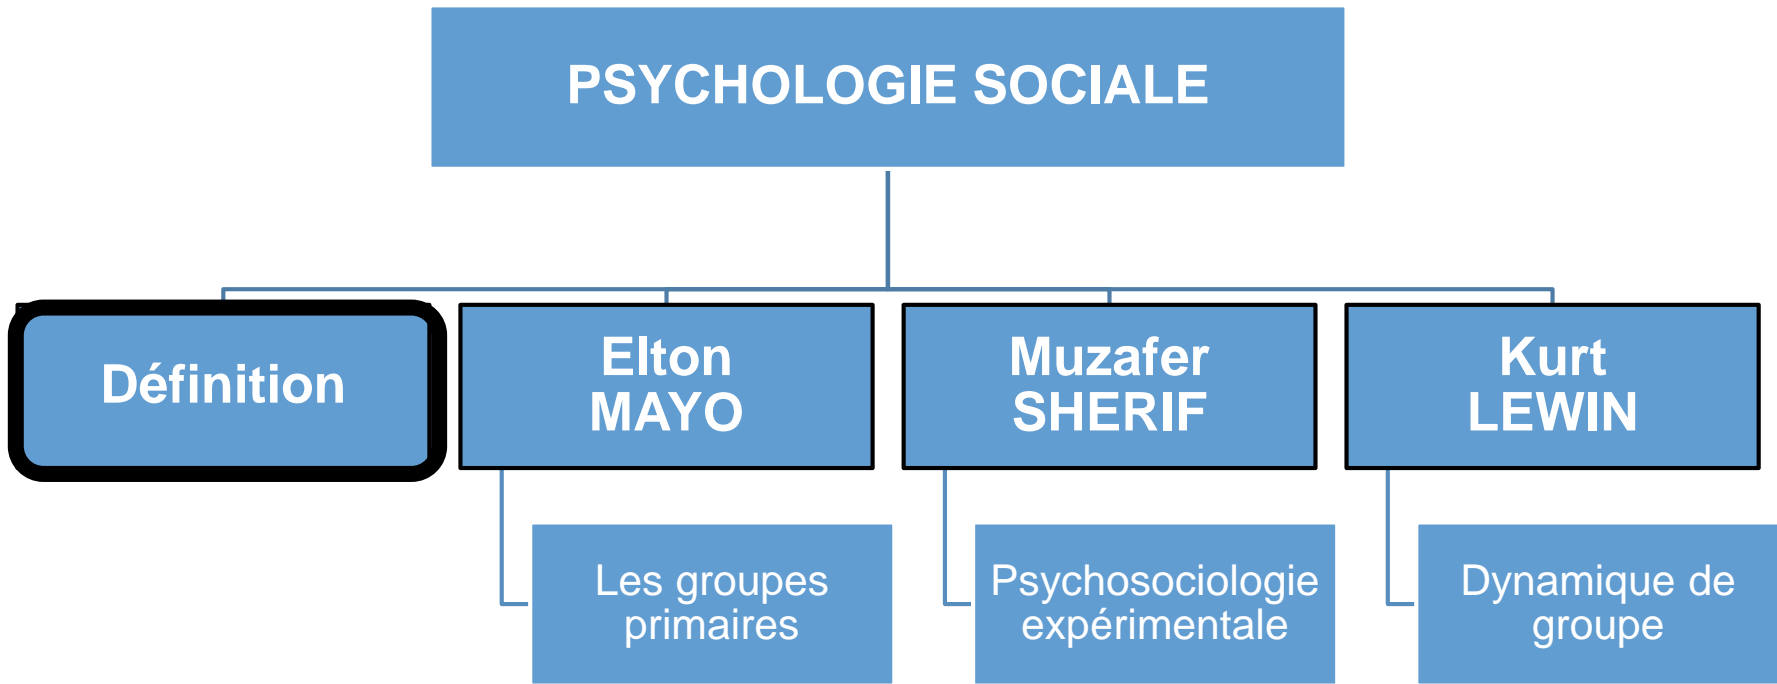 PSYCHOLOGIE SOCIALE
Définition
Elton
MAYO
Muzafer
SHERIF
Kurt
LEWIN
Les groupes
primaires
Psychosociologie
expérimentale
Dynamique de
groupe